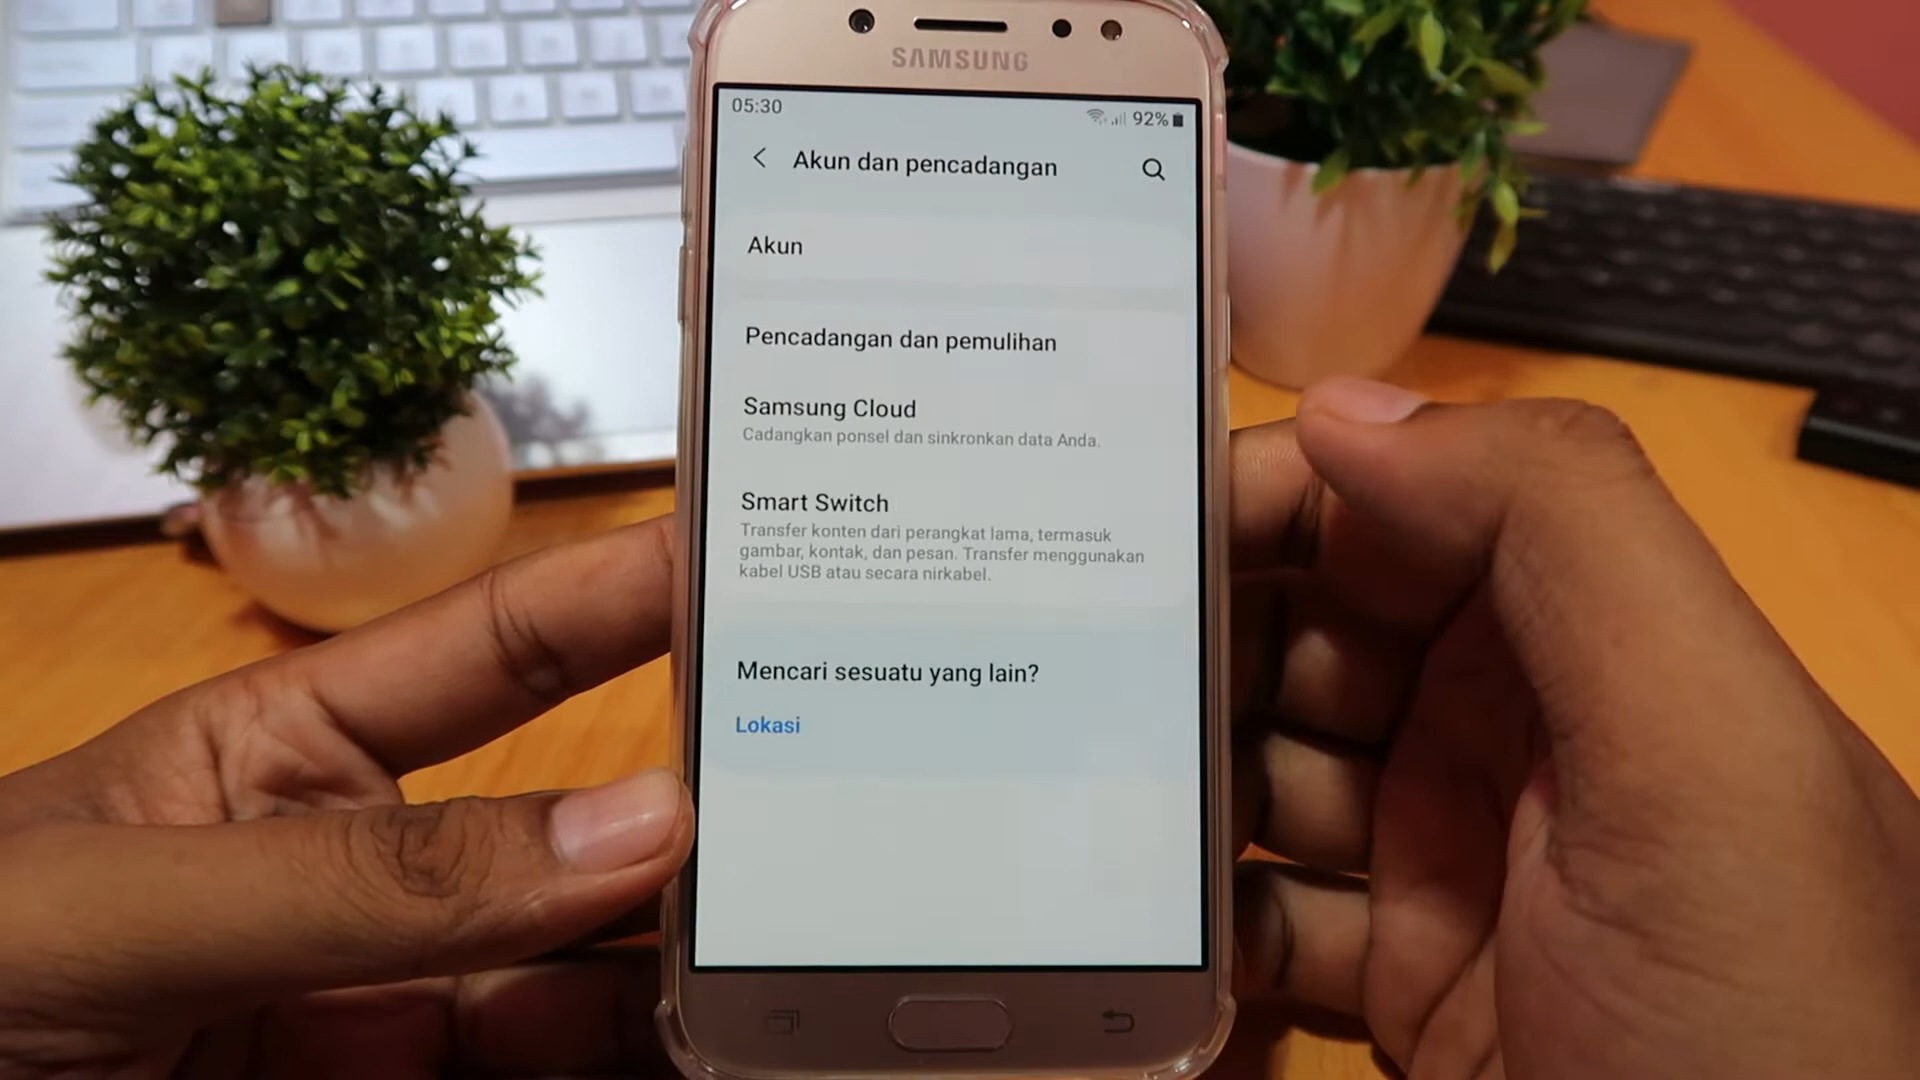 SAMSUNG
05:30
92%
Akun dan pencadangan
Akun
Pencadangan dan pemulihan
Samsung Cloud
Cadangkan ponsel dan sinkronkan data Anda.
Smart Switch
Transfer konten dari perangkat lama, termasuk
gambar, kontak, dan pesan. Transfer menggunakan
kabel USB atau secara nirkabel.
Mencari sesuatu yang lain?
Lokasi